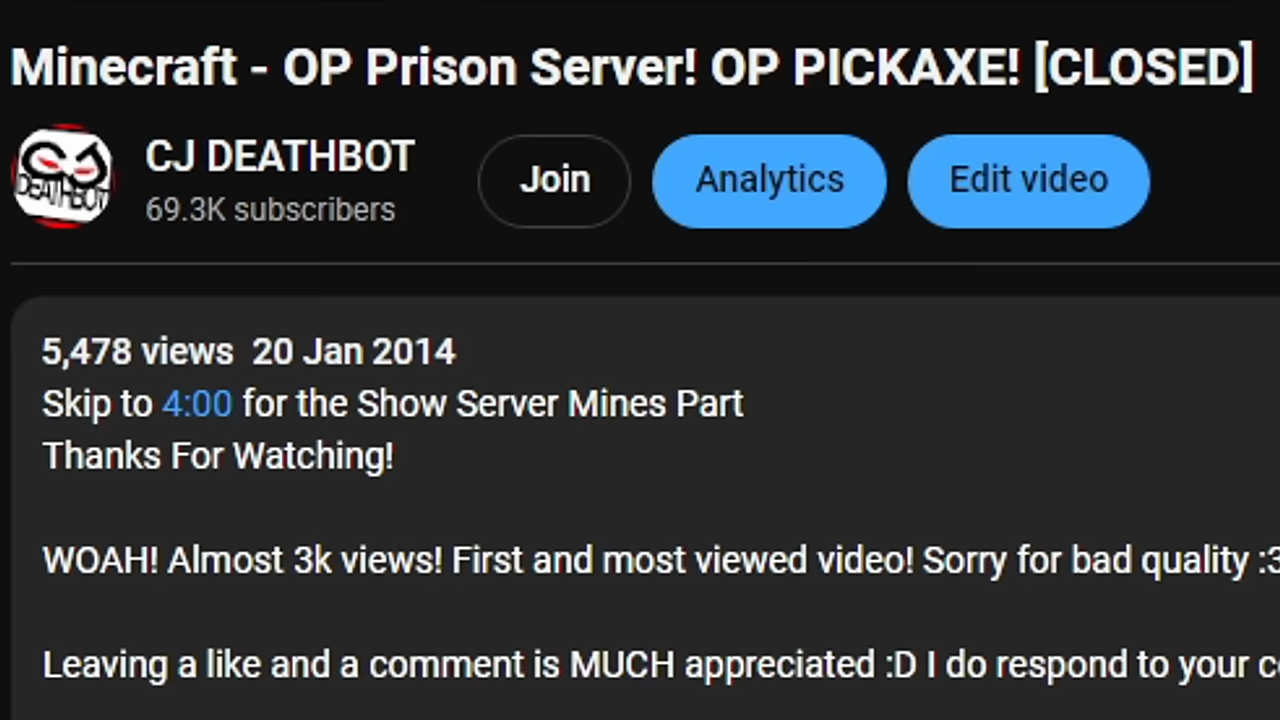 Minecraft - OP Prison Server! OP PICKAXE! [CLOSED]
CJ DEATHBOT
69.3K subscribers
Join
Analytics
Edit video
CJ
DEATHBOT
5,478 views 20 Jan 2014
Skip to 4:00 for the Show Server Mines Part
Thanks For Watching!
WOAH! Almost 3k views! First and most viewed video! Sorry for bad quality :3
Leaving a like and a comment is MUCH appreciated :D I do respond to your